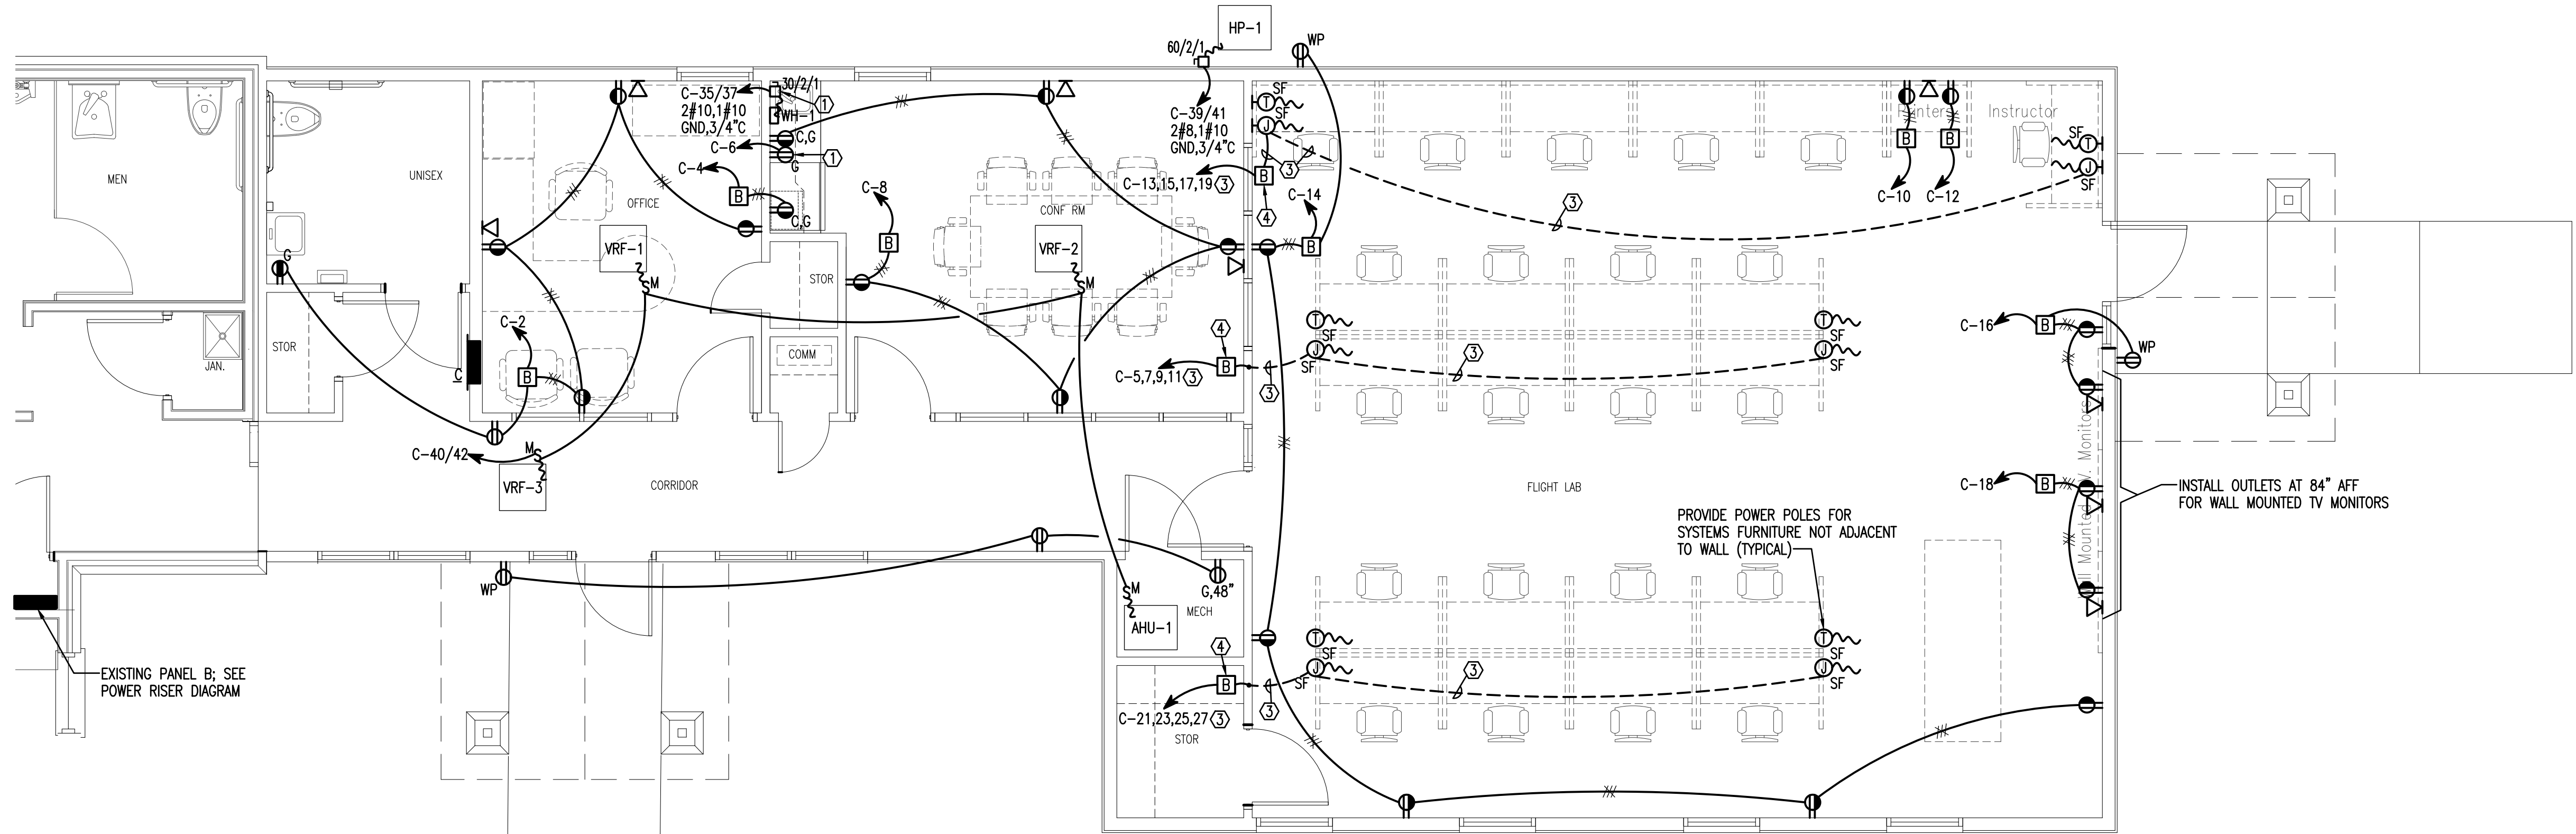 HP-1
60/2/1
WP
C-35/37
2#10,1#10
GND,3/4"C
30/2/1
1
WH-1
C,G
C-6
1
G
C-4
B
C,G
C-39/41
2#8,1#10
GND,3/4"C
SF
T
SF
J
3
3
B
C-13,15,17,19
3
4
C-14
B
Printers
Instructor
B
B
C-10
C-12
SF
T
J
SF
3
MEN
UNISEX
OFFICE
CONF RM
C-8
B
VRF-1
M
VRF-2
M
G
STOR
STOR
JAN.
C
C-2
B
COMM
4
B
C-5,7,9,11
3
3
T
SF
J
SF
T
SF
J
SF
3
C-16
B
WP
Wall Mounted T.V. Monitors
C-40/42
M
VRF-3
CORRIDOR
FLIGHT LAB
C-18
B
INSTALL OUTLETS AT 84" AFF
FOR WALL MOUNTED TV MONITORS
PROVIDE POWER POLES FOR
SYSTEMS FURNITURE NOT ADJACENT
TO WALL (TYPICAL)
WP
G,48"
M
MECH
AHU-1
EXISTING PANEL B; SEE
POWER RISER DIAGRAM
4
B
C-21,23,25,27
3
3
STOR
T
SF
J
SF
T
SF
J
SF
3